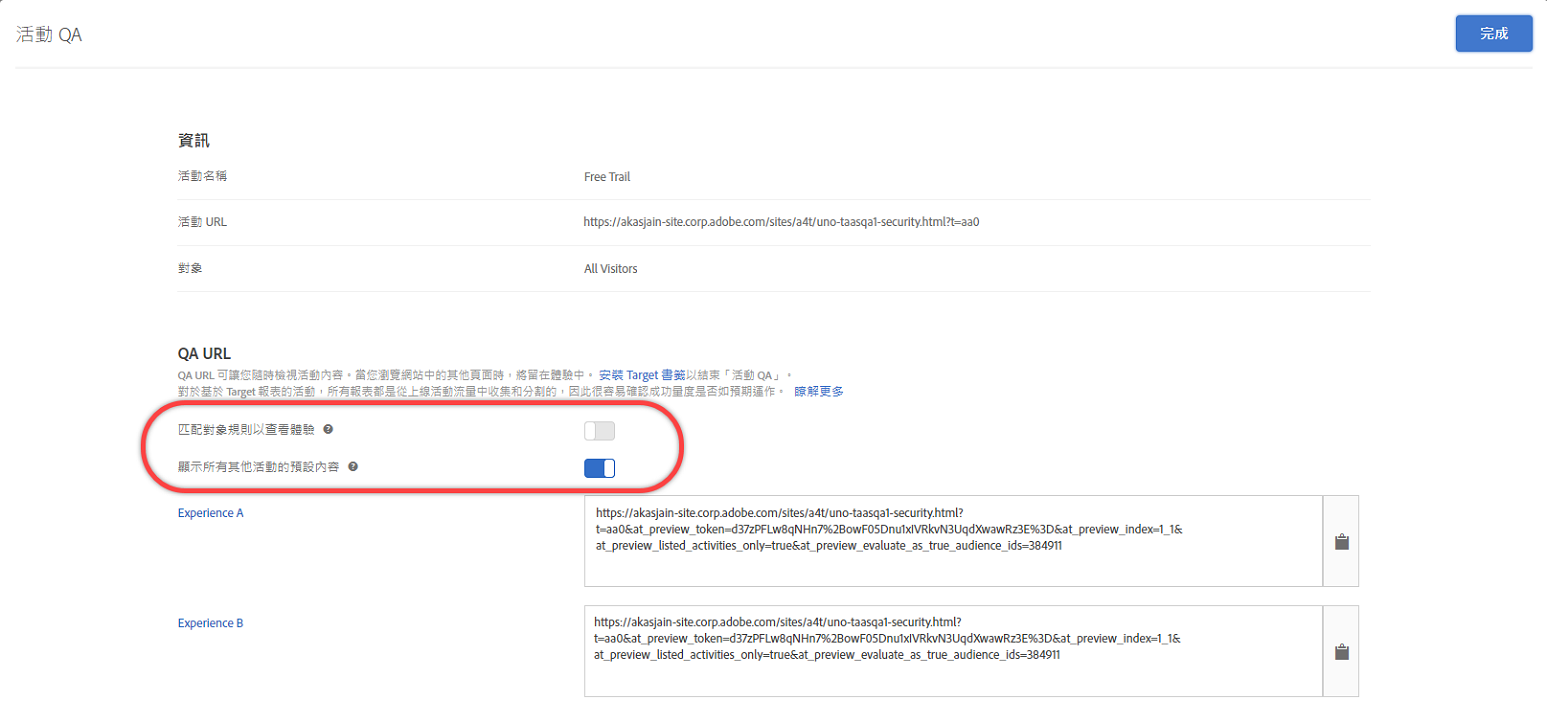 活動 QA
完成
資訊
活動名稱 Free Trail
活動 URL https://akasjain-site.corp.adobe.com/sites/a4t/uno-taasqa1-security.html?t=aa0
對象 All Visitors
QA URL
QA URL 可讓您隨時檢視活動內容。當您瀏覽網站中的其他頁面時，將留在體驗中。 安裝 Target 書籤以結束「活動 QA」。
對於基於 Target 報表的活動，所有報表都是從上線活動流量中收集和分割的，因此很容易確認成功量度是否如預期運作。 瞭解更多
匹配對象規則以查看體驗 ?
顯示所有其他活動的預設內容 ?
Experience A
https://akasjain-site.corp.adobe.com/sites/a4t/uno-taasqa1-security.html?
t=aa0&at_preview_token=d37zPFLw8qNHn7%2BowF05Dnu1xIVRkvN3UqdXwawRz3E%3D&at_preview_index=1_1&
at_preview_listed_activities_only=true&at_preview_evaluate_as_true_audience_ids=384911
Experience B
https://akasjain-site.corp.adobe.com/sites/a4t/uno-taasqa1-security.html?
t=aa0&at_preview_token=d37zPFLw8qNHn7%2BowF05Dnu1xIVRkvN3UqdXwawRz3E%3D&at_preview_index=1_1&
at_preview_listed_activities_only=true&at_preview_evaluate_as_true_audience_ids=384911